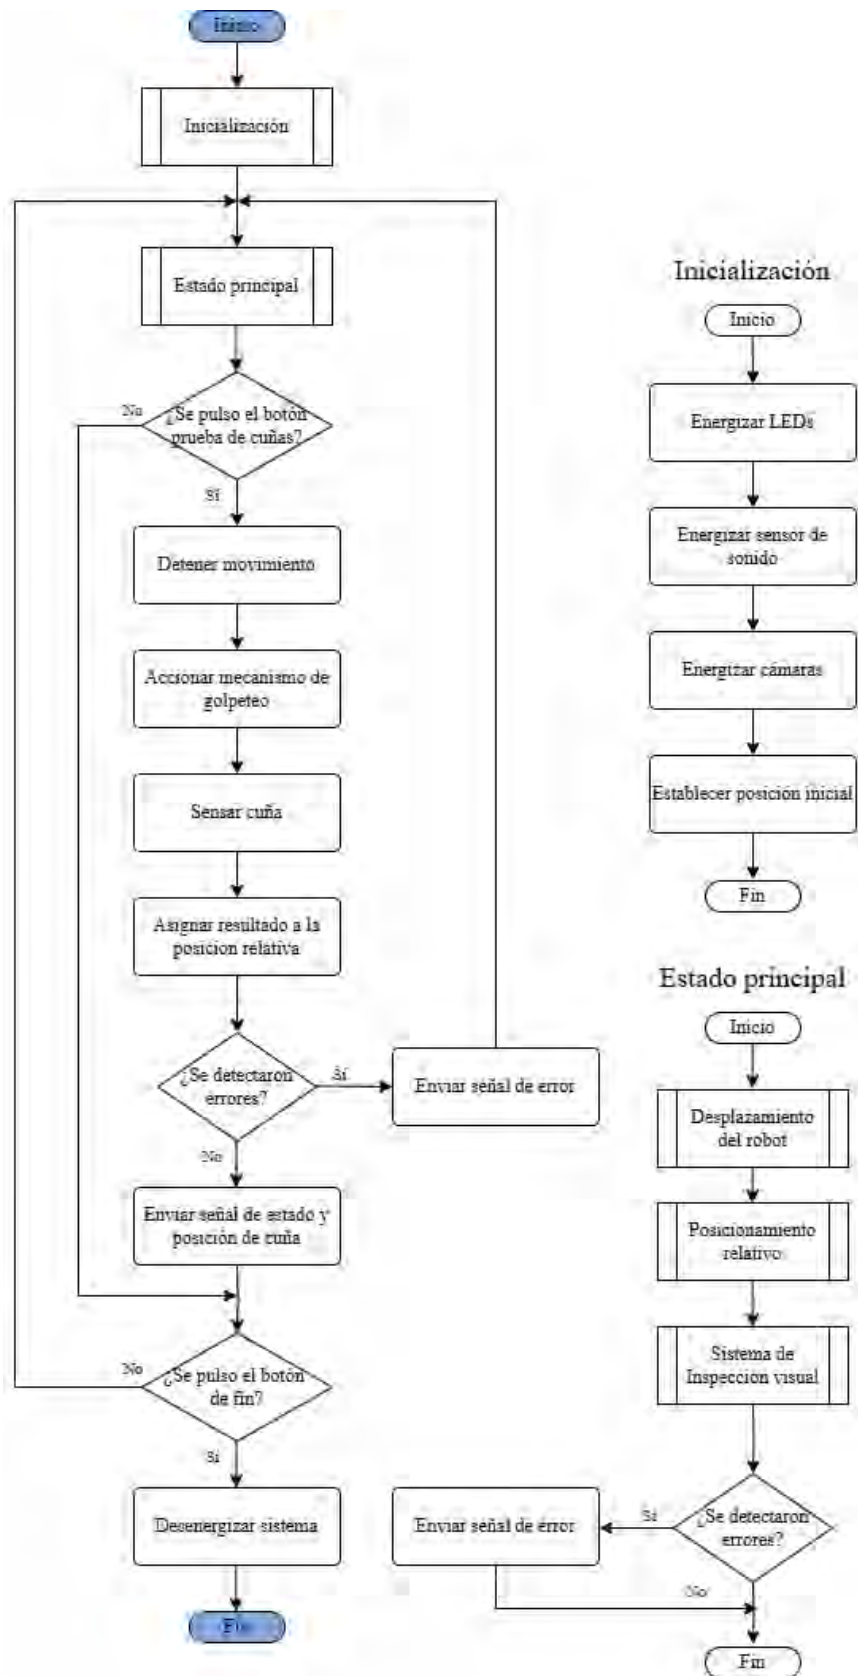 Inicio
Inicialización
Estado principal
¿Se pulso el botón
prueba de cuñas?
No
Sí
Detener movimiento
Accionar mecanismo de
golpeteo
Sensar cuña
Asignar resultado a la
posicion relativa
¿Se detectaron
errores?
Sí
Enviar señal de error
No
Enviar señal de estado y
posición de cuña
¿Se pulso el botón
de fin?
No
Sí
Desenergizar sistema
Fin
Inicialización
Inicio
Energizar LEDs
Energizar sensor de
sonido
Energizar cámaras
Establecer posición inicial
Fin
Estado principal
Inicio
Desplazamiento
del robot
Posicionamiento
relativo
Sistema de
Inspección visual
¿Se detectaron
errores?
Sí
Enviar señal de error
No
Fin